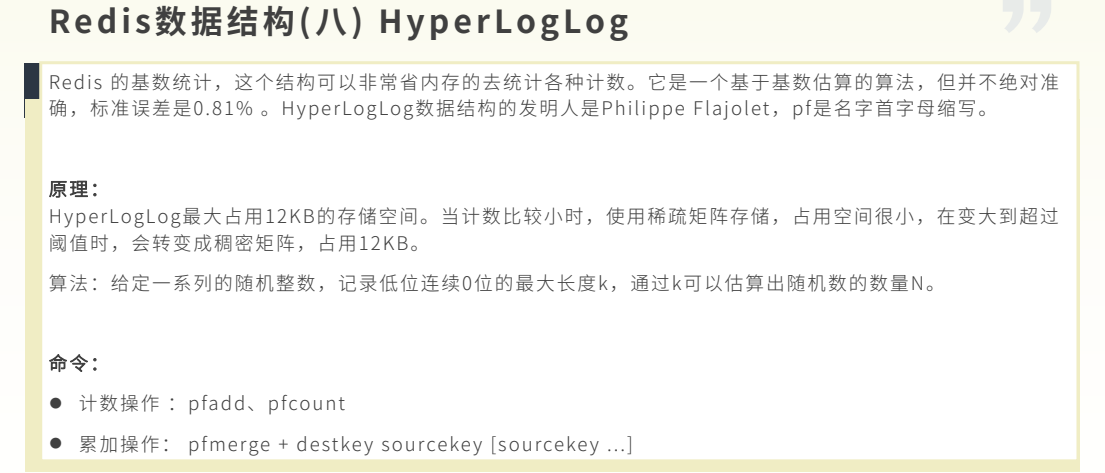 Redis数据结构(八) HyperLogLog
Redis 的基数统计，这个结构可以非常省内存的去统计各种计数。它是一个基于基数估算的算法，但并不绝对准
确，标准误差是0.81% 。HyperLogLog数据结构的发明人是Philippe Flajolet，pf是名字首字母缩写。
原理：
HyperLogLog最大占用12KB的存储空间。当计数比较小时，使用稀疏矩阵存储，占用空间很小，在变大到超过
阈值时，会转变成稠密矩阵，占用12KB。
算法：给定一系列的随机整数，记录低位连续0位的最大长度k，通过k可以估算出随机数的数量N。
命令：
● 计数操作 ：pfadd、pfcount
● 累加操作： pfmerge + destkey sourcekey [sourcekey ...]